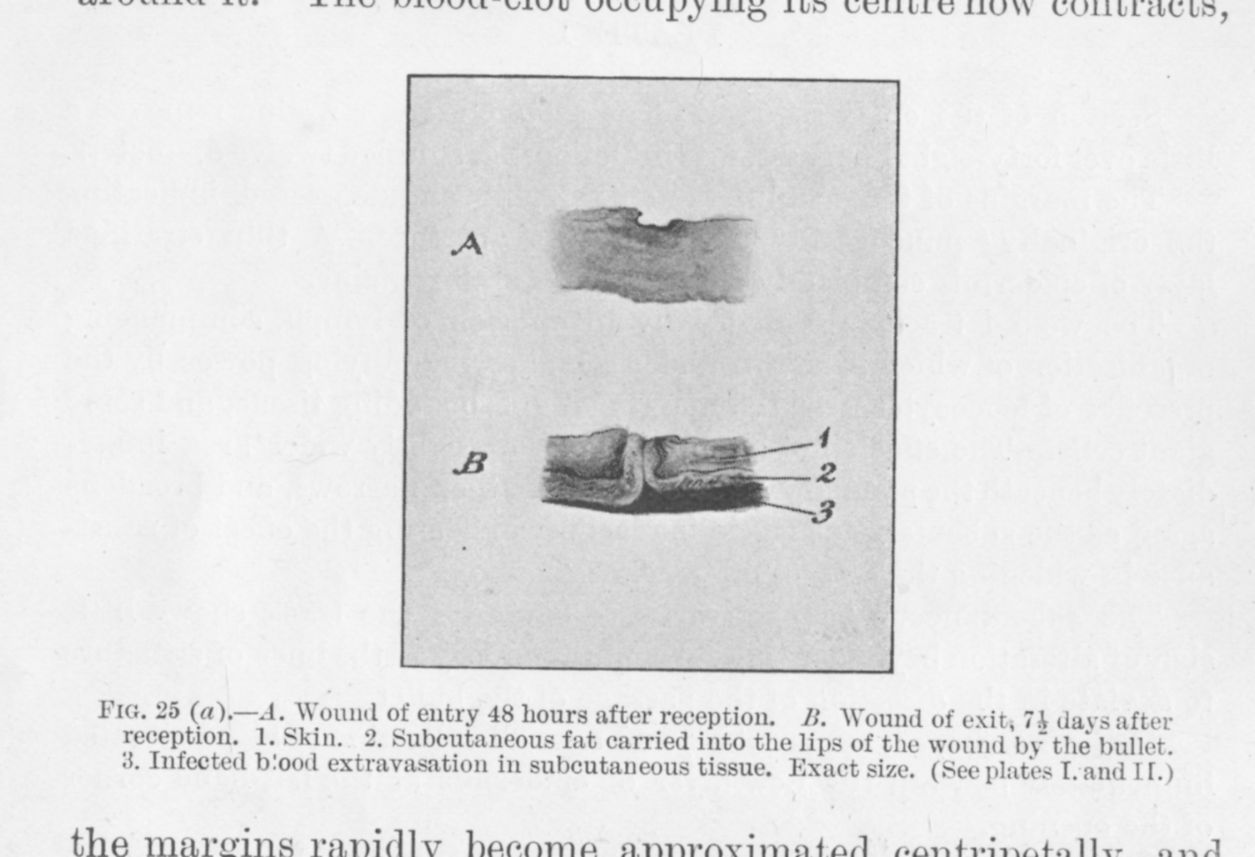 around it. The blood-clot occupying its centre now contracts,
A
B
1
2
3
FIG. 25 (a).—A. Wound of entry 48 hours after reception. B. Wound of exit, 7½ days after
reception. 1. Skin. 2. Subcutaneous fat carried into the lips of the wound by the bullet.
3. Infected blood extravasation in subcutaneous tissue. Exact size. (See plates I. and II.)
the margins rapidly become approximated centripetally, and